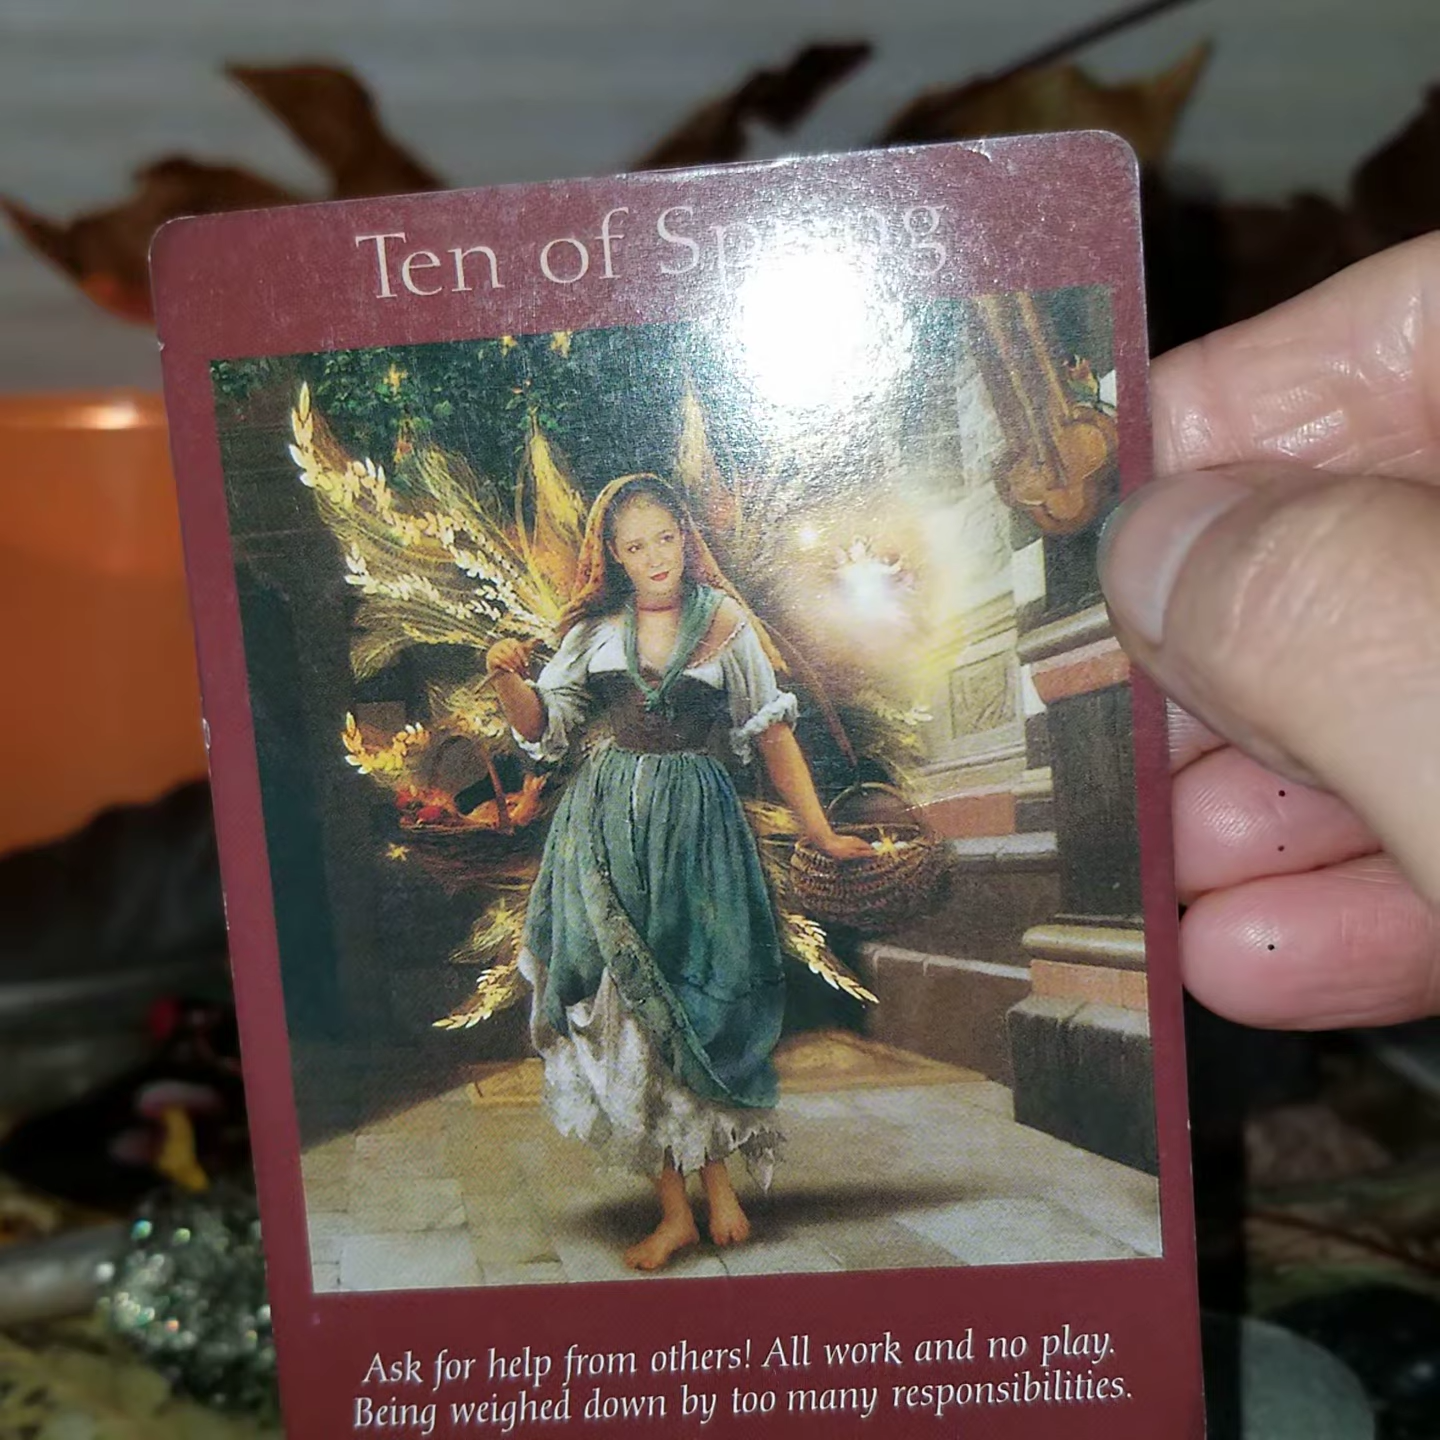 Ten of Spring
Ask for help from others! All work and no play.
Being weighed down by too many responsibilities.